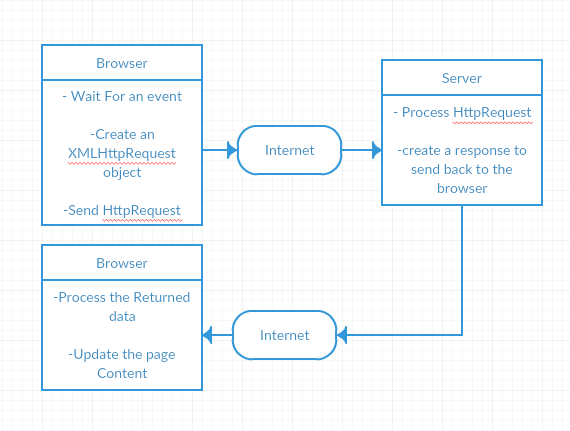 Browser
- Wait For an event
-Create an
XMLHttpRequest
object
-Send HttpRequest
Internet
Server
- Process HttpRequest
-create a response to
send back to the
browser
Browser
-Process the Returned
data
-Update the page
Content
Internet